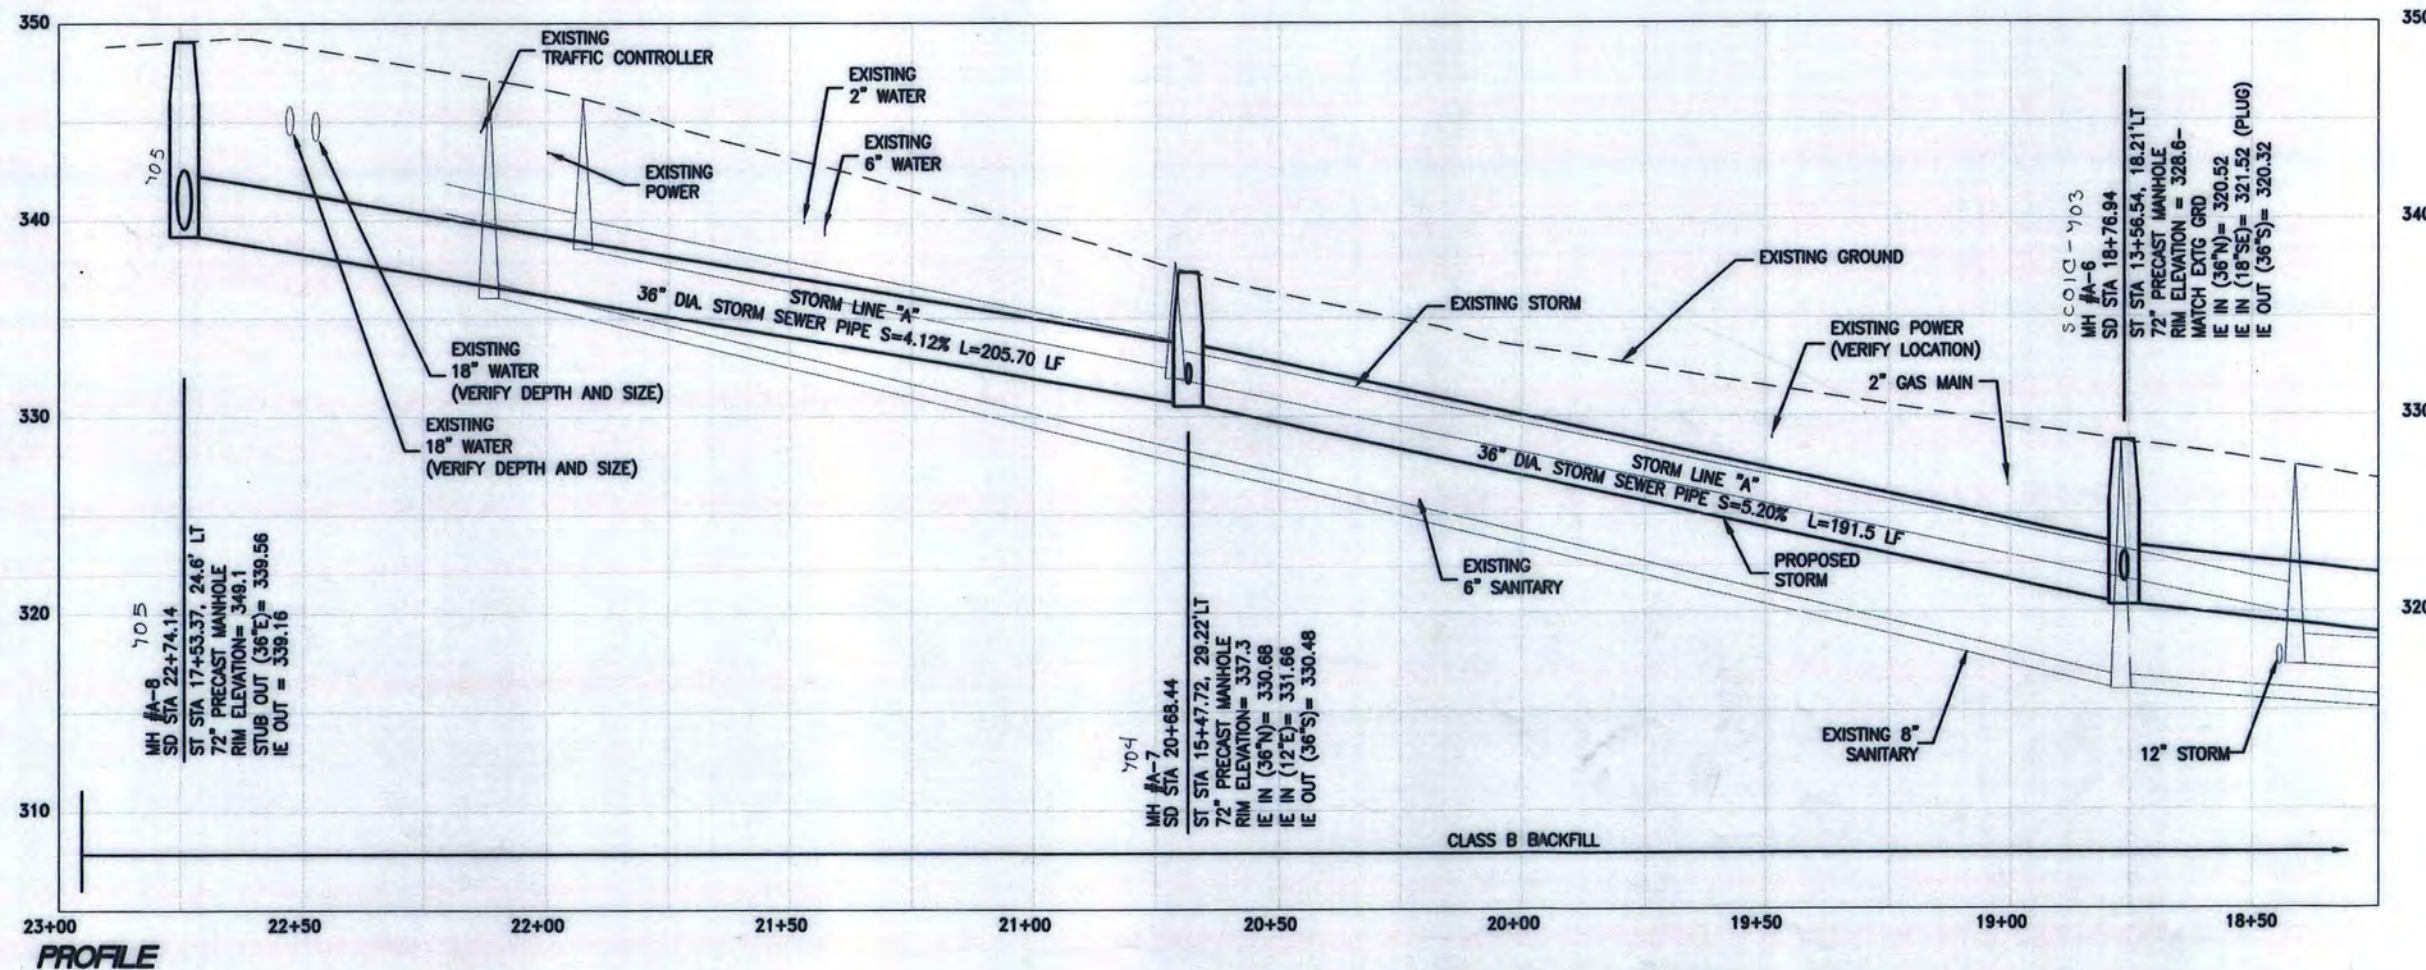 350
340
330
320
310
350
340
330
320
EXISTING
TRAFFIC CONTROLLER
EXISTING
POWER
EXISTING
2" WATER
EXISTING
6" WATER
EXISTING
18" WATER
(VERIFY DEPTH AND SIZE)
EXISTING
18" WATER
(VERIFY DEPTH AND SIZE)
STORM LINE "A"
36" DIA. STORM SEWER PIPE S=4.12% L=205.70 LF
EXISTING STORM
EXISTING GROUND
EXISTING POWER
(VERIFY LOCATION)
2" GAS MAIN
STORM LINE "A"
36" DIA. STORM SEWER PIPE S=5.20% L=191.5 LF
EXISTING
6" SANITARY
PROPOSED
STORM
EXISTING 8"
SANITARY
12" STORM
705
705
MH #A-8
SD STA 22+74.14
ST STA 17+53.37, 24.6' LT
72" PRECAST MANHOLE
RIM ELEVATION= 349.1
STUB OUT (36"E)= 339.56
IE OUT = 339.16
704
MH #A-7
SD STA 20+68.44
ST STA 15+47.72, 29.22'LT
72" PRECAST MANHOLE
RIM ELEVATION= 337.3
IE IN (36"N)= 330.68
IE IN (12"E)= 331.66
IE OUT (36"S)= 330.48
MH #A-6
SD STA 18+76.94
ST STA 13+56.54, 18.21'LT
72" PRECAST MANHOLE
RIM ELEVATION = 328.6-
MATCH EXTG GRD
IE IN (36"N)= 320.52
IE IN (18"SE)= 321.52 (PLUG)
IE OUT (36"S)= 320.32
CLASS B BACKFILL
23+00
22+50
22+00
21+50
21+00
20+50
20+00
19+50
19+00
18+50
PROFILE